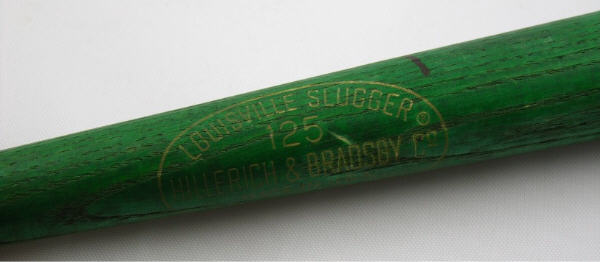 LOUISVILLE SLUGGER ®
125
HILLERICH & BRADSBY Co